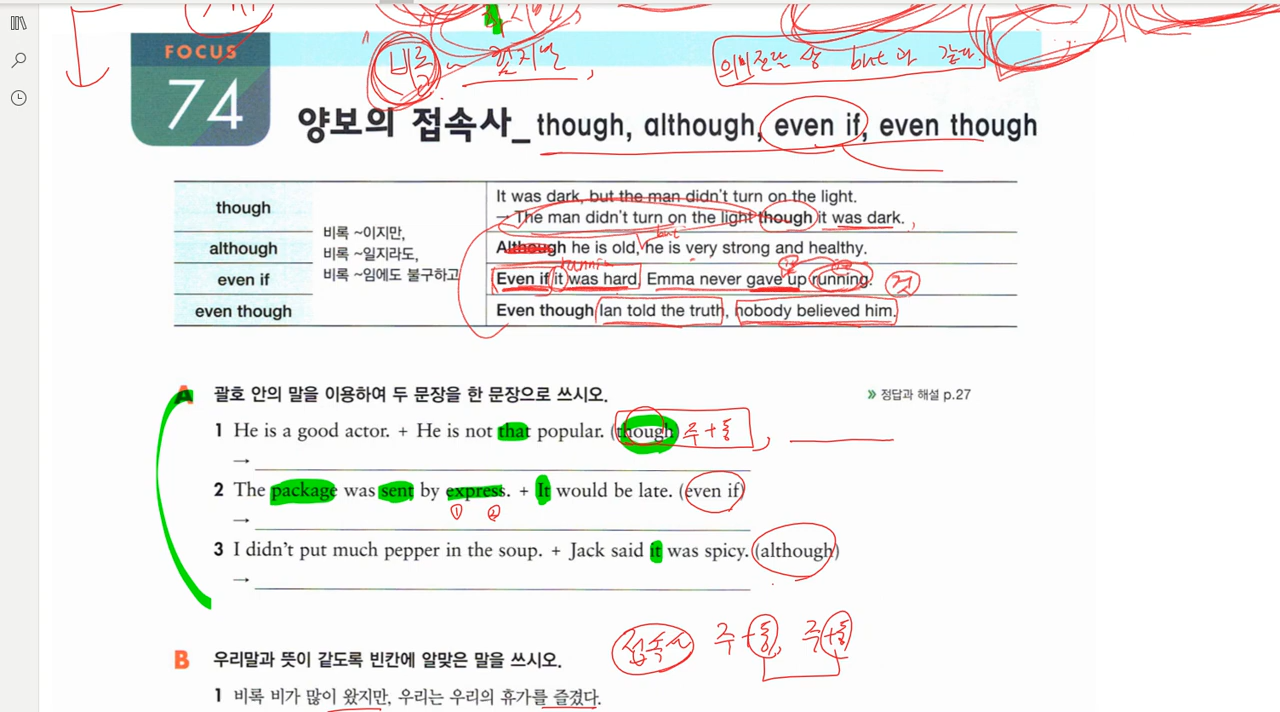 FOCUS
74
비록 ~ 일지라도,
의미전달 상 but 과 같다.
양보의 접속사_ though, although, even if, even though
though
although
even if
even though
비록 ~이지만,
비록 ~일지라도,
비록 ~임에도 불구하고
It was dark, but the man didn't turn on the light.
→ The man didn't turn on the light though it was dark.
but
Although he is old, he is very strong and healthy.
Even if it was hard, Emma never gave up running.
Even though Ian told the truth, nobody believed him.
A 괄호 안의 말을 이용하여 두 문장을 한 문장으로 쓰시오.
» 정답과 해설 p.27
1 He is a good actor. + He is not that popular. (though) 주+동
→
2 The package was sent by express. + It would be late. (even if)
① ②
→
3 I didn't put much pepper in the soup. + Jack said it was spicy. (although)
→
접속사 주+동, 주+동
B 우리말과 뜻이 같도록 빈칸에 알맞은 말을 쓰시오.
1 비록 비가 많이 왔지만, 우리는 우리의 휴가를 즐겼다.